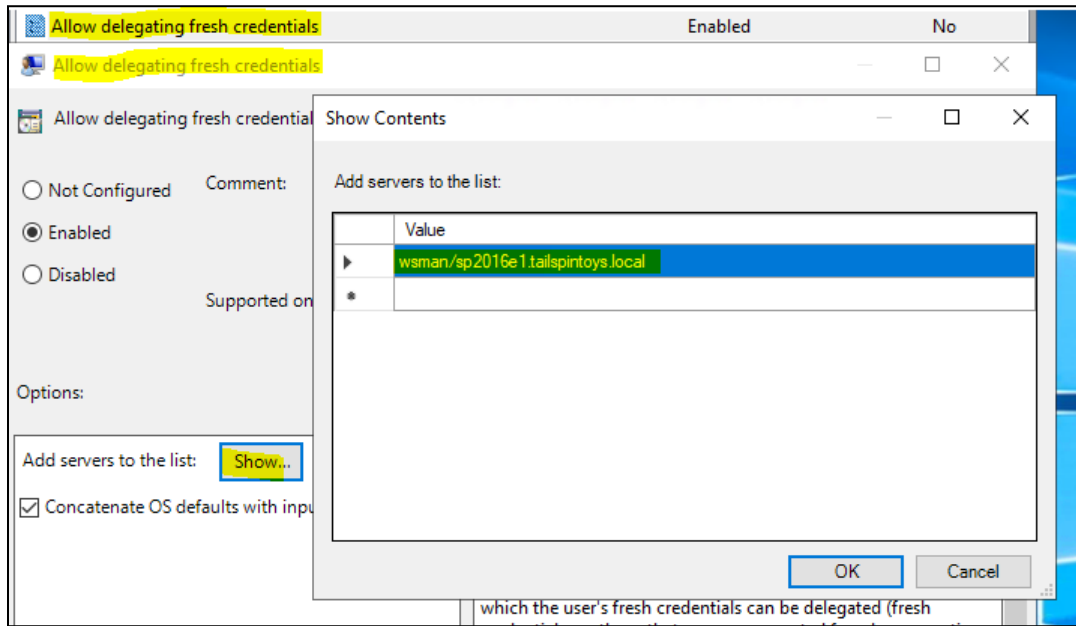 Allow delegating fresh credentials Enabled No
Allow delegating fresh credentials
Allow delegating fresh credential
Show Contents
Not Configured
Comment:
Add servers to the list:
Value
Enabled
wsman/sp2016e1.tailspintoys.local
Disabled
Supported on
Options:
Add servers to the list: Show...
Concatenate OS defaults with inpu
OK Cancel
which the user's fresh credentials can be delegated (fresh